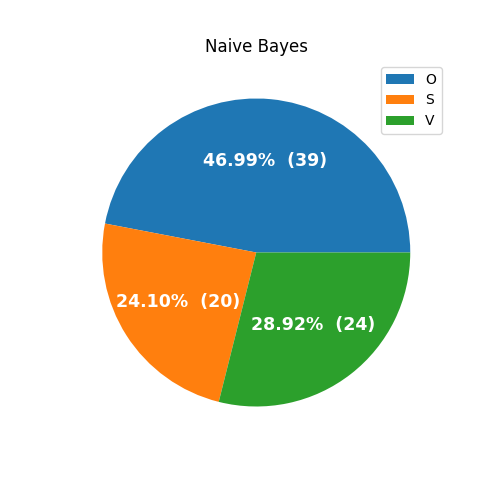 Naive Bayes
O
S
V
46.99%  (39)
24.10%  (20)
28.92%  (24)